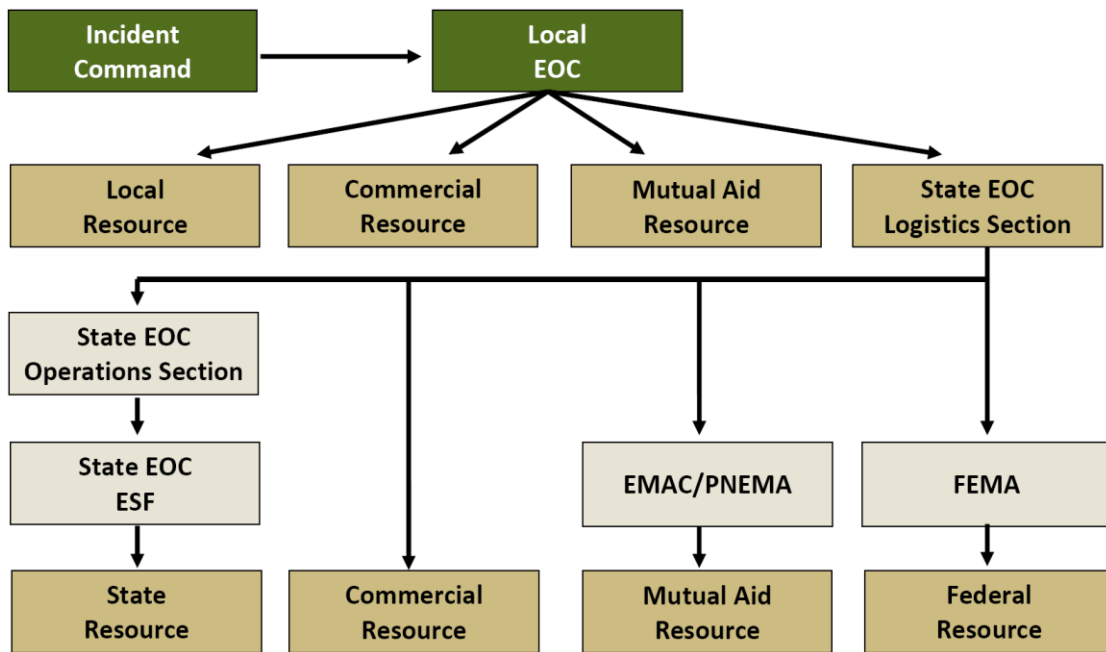 Incident
Command
Local
EOC
Local
Resource
Commercial
Resource
Mutual Aid
Resource
State EOC
Logistics Section
State EOC
Operations Section
State EOC
ESF
EMAC/PNEMA
FEMA
State
Resource
Commercial
Resource
Mutual Aid
Resource
Federal
Resource